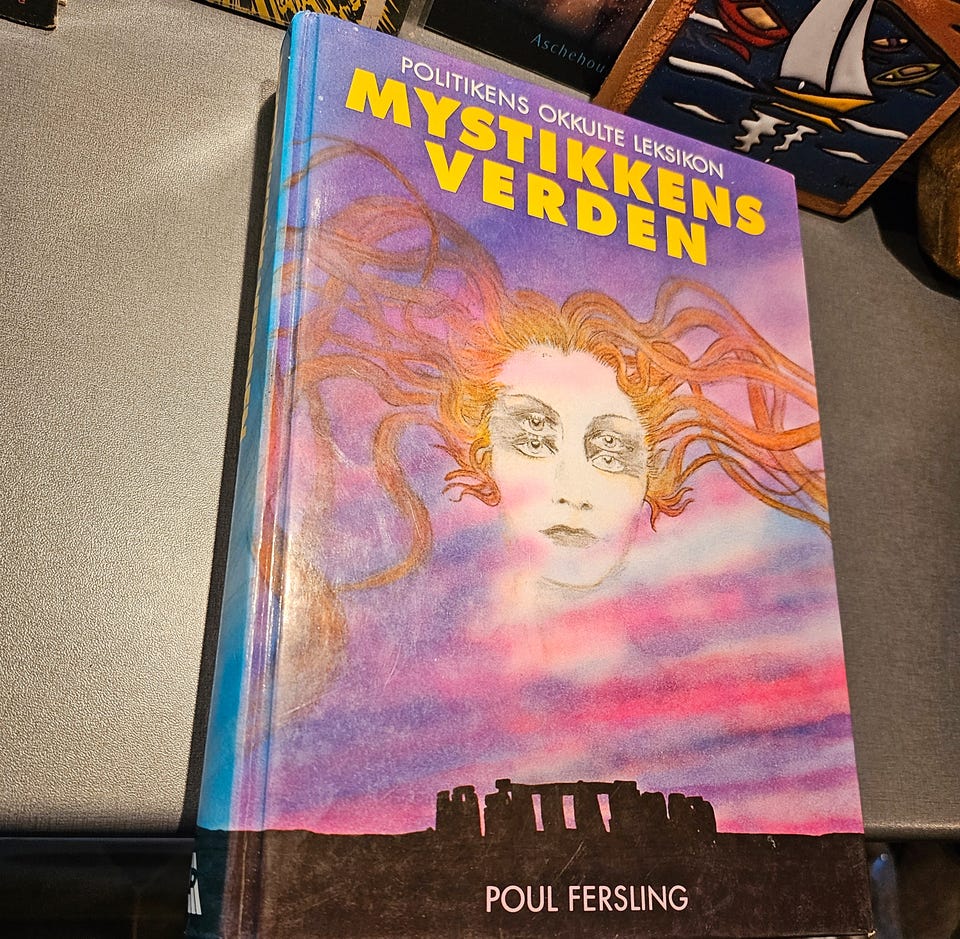 POLITIKENS OKKULTE LEKSIKON
MYSTIKKENS
VERDEN
POUL FERSLING